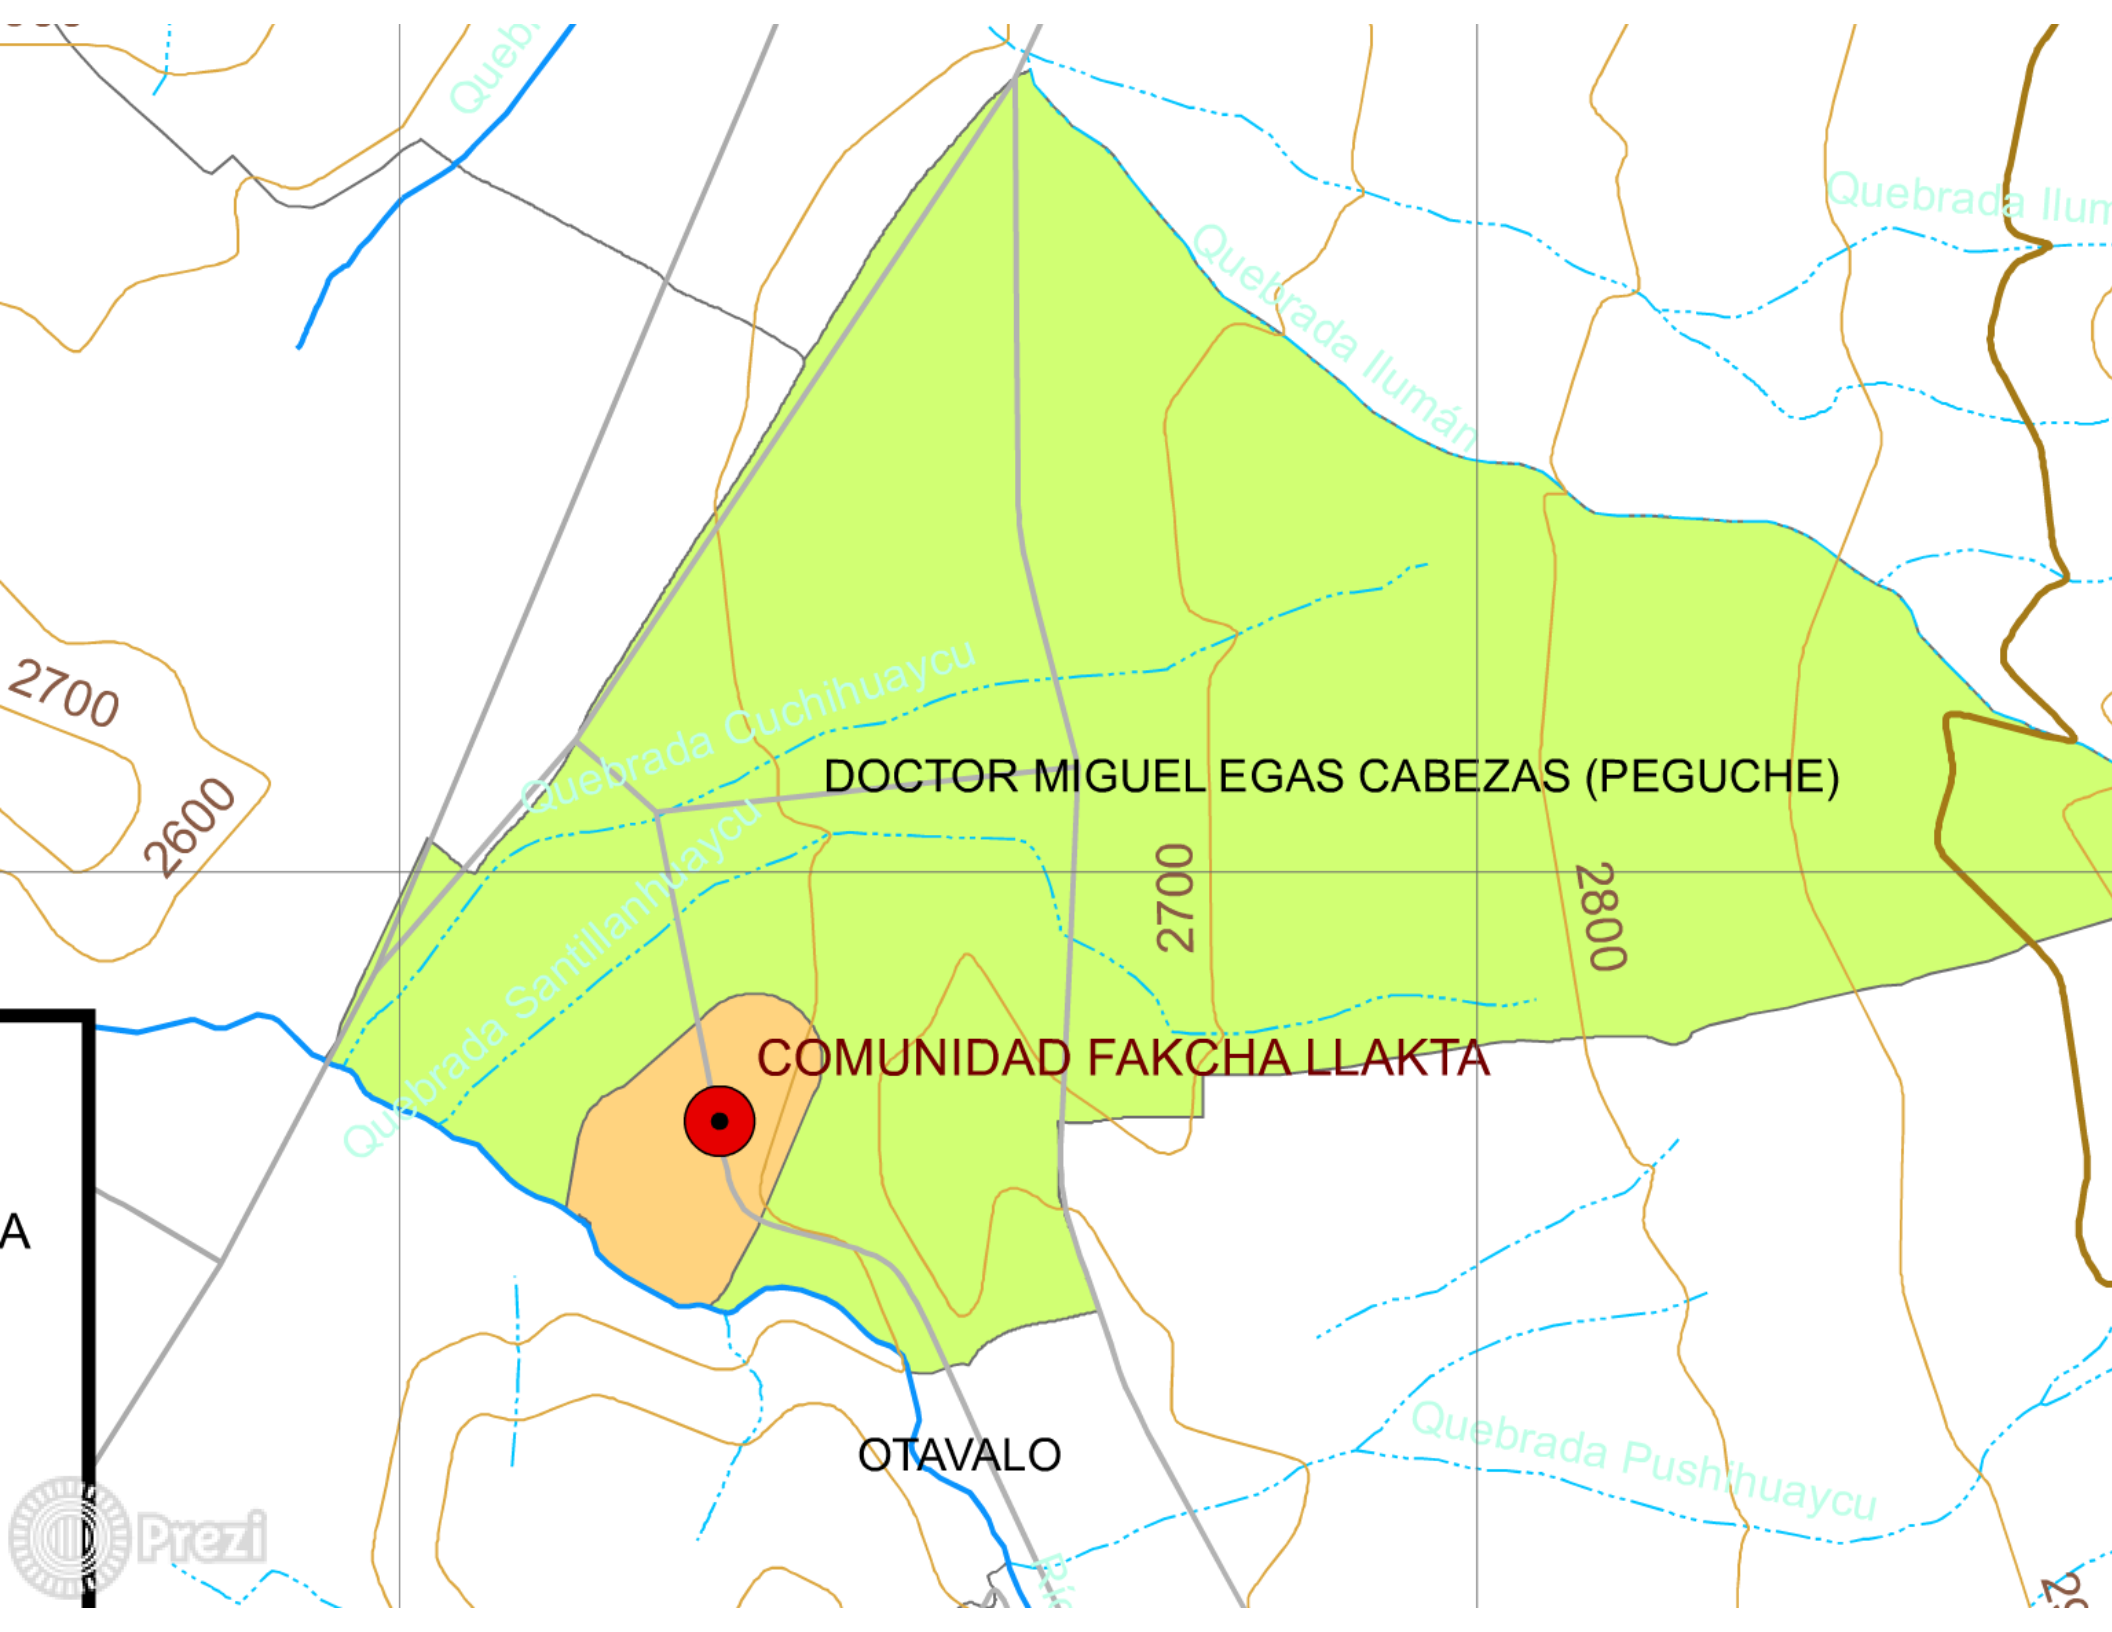 Quebrada Ilumán
2700
2600
Quebrada Cuchihuaycu
DOCTOR MIGUEL EGAS CABEZAS (PEGUCHE)
Quebrada Santillanhuaycu
2700
2800
COMUNIDAD FAKCHA LLAKTA
A
OTAVALO
Quebrada Pushihuaycu
Prezi
Quebrada
Río